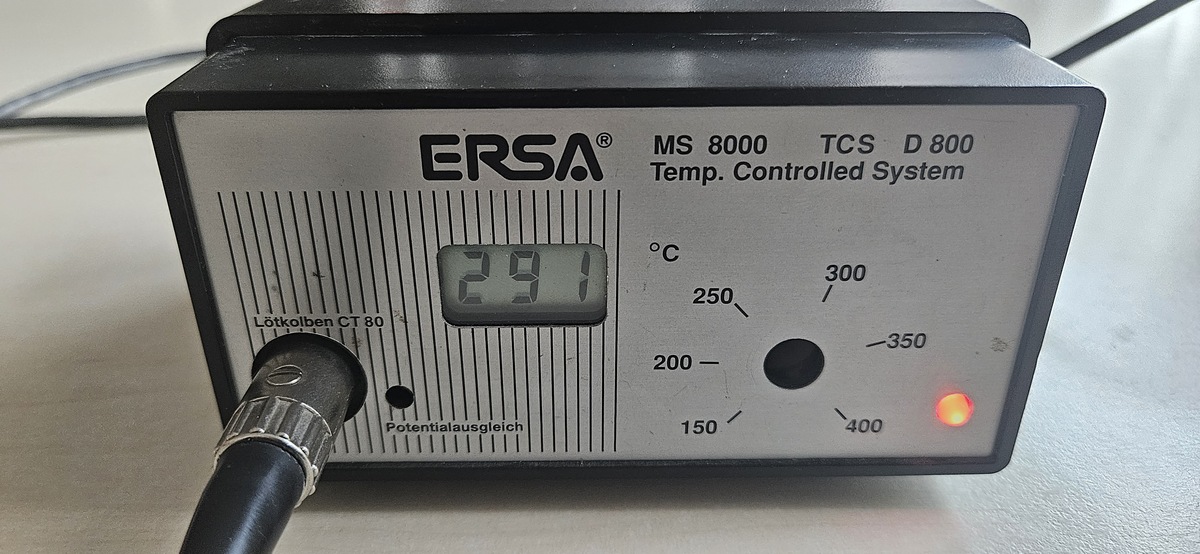 ERSA®
MS 8000 TCS D 800
Temp. Controlled System
291
°C
300
250
350
200
150
400
Lötkolben CT 80
Potentialausgleich